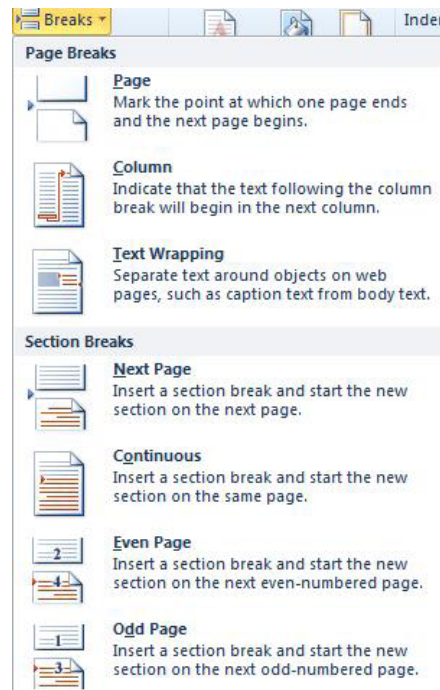 Breaks
Inde
Page Breaks
Page
Mark the point at which one page ends
and the next page begins.
Column
Indicate that the text following the column
break will begin in the next column.
Text Wrapping
Separate text around objects on web
pages, such as caption text from body text.
Section Breaks
Next Page
Insert a section break and start the new
section on the next page.
Continuous
Insert a section break and start the new
section on the same page.
Even Page
2
Insert a section break and start the new
4
section on the next even-numbered page.
Odd Page
1
Insert a section break and start the new
3
section on the next odd-numbered page.